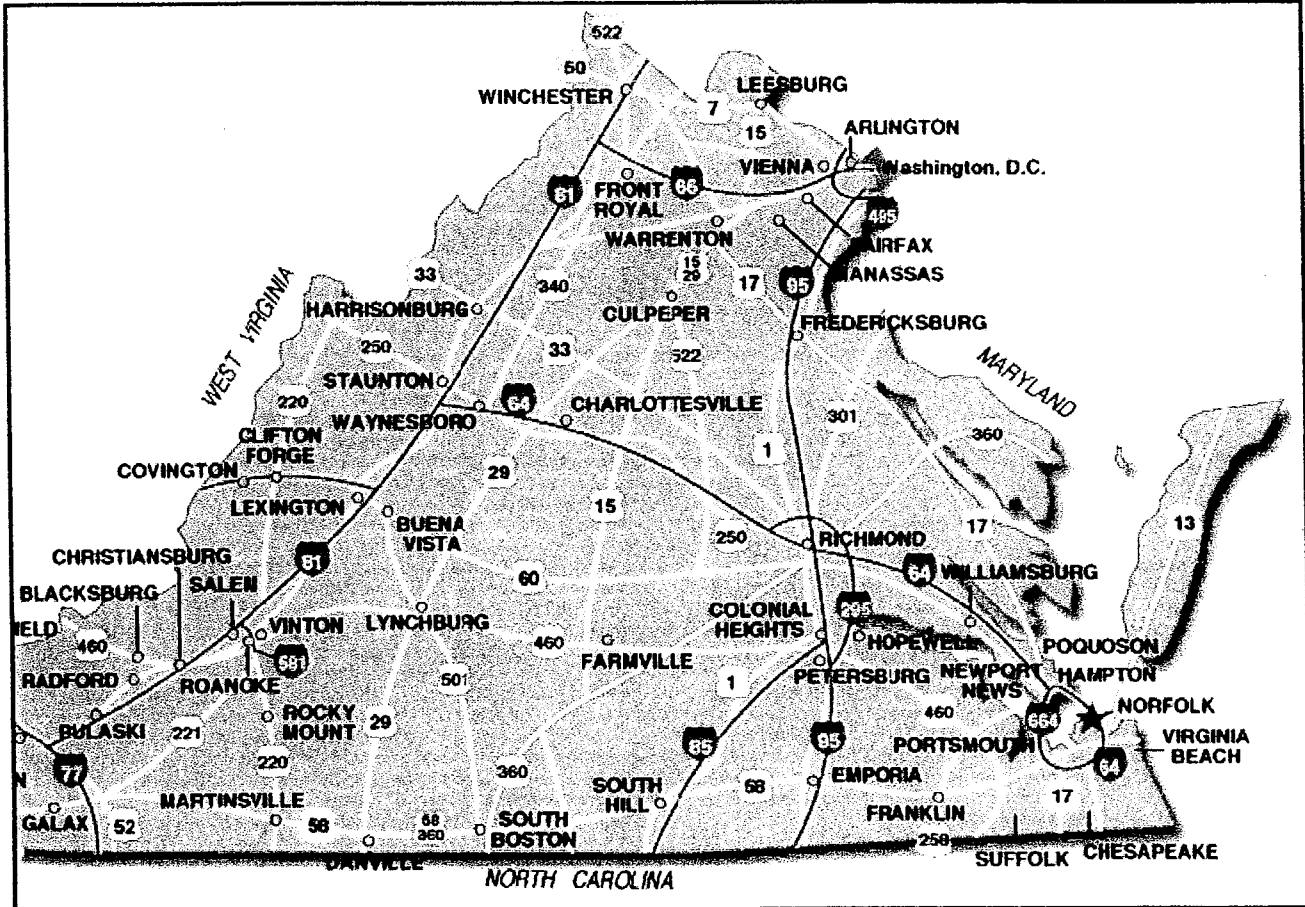 522
50
LEESBURG
WINCHESTER
7
15
ARLINGTON
VIENNA
Washington, D.C.
81
66
FRONT
ROYAL
495
WARRENTON
FAIRFAX
15
29
MANASSAS
33
340
17
95
WEST VIRGINIA
HARRISONBURG
CULPEPER
FREDERICKSBURG
250
33
522
MARYLAND
STAUNTON
220
64
WAYNESBORO
CHARLOTTESVILLE
301
360
CLIFTON
FORGE
1
COVINGTON
29
LEXINGTON
15
BUENA
VISTA
17
13
250
RICHMOND
CHRISTIANSBURG
81
SALEM
60
64
WILLIAMSBURG
BLACKSBURG
295
IELD
VINTON
LYNCHBURG
COLONIAL
HEIGHTS
460
460
HOPEWELL
581
FARMVILLE
POQUOSON
RADFORD
ROANOKE
501
1
PETERSBURG
NEWPORT
NEWS
HAMPTON
PULASKI
221
ROCKY
MOUNT
29
460
664
NORFOLK
85
95
PORTSMOUTH
VIRGINIA
BEACH
77
220
360
64
N
MARTINSVILLE
SOUTH
HILL
58
EMPORIA
GALAX
52
58
58
360
SOUTH
BOSTON
FRANKLIN
17
DANVILLE
258
SUFFOLK
CHESAPEAKE
NORTH CAROLINA